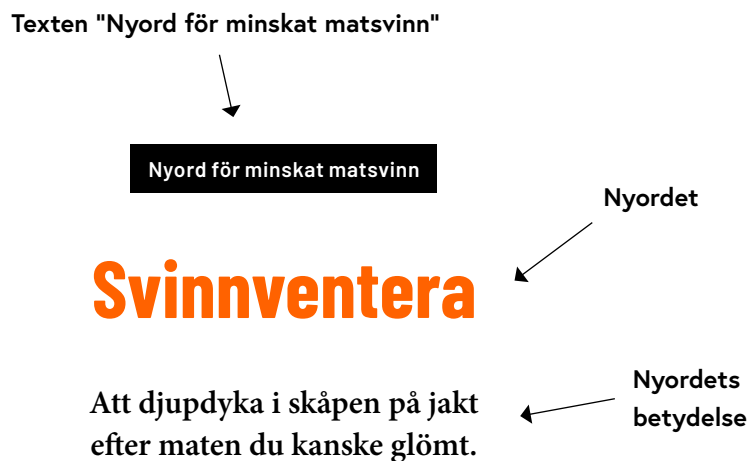 Texten "Nyord för minskat matsvinn"
Nyord för minskat matsvinn
Nyordet
Svinnventera
Nyordets
betydelse
Att djupdyka i skåpen på jakt
efter maten du kanske glömt.